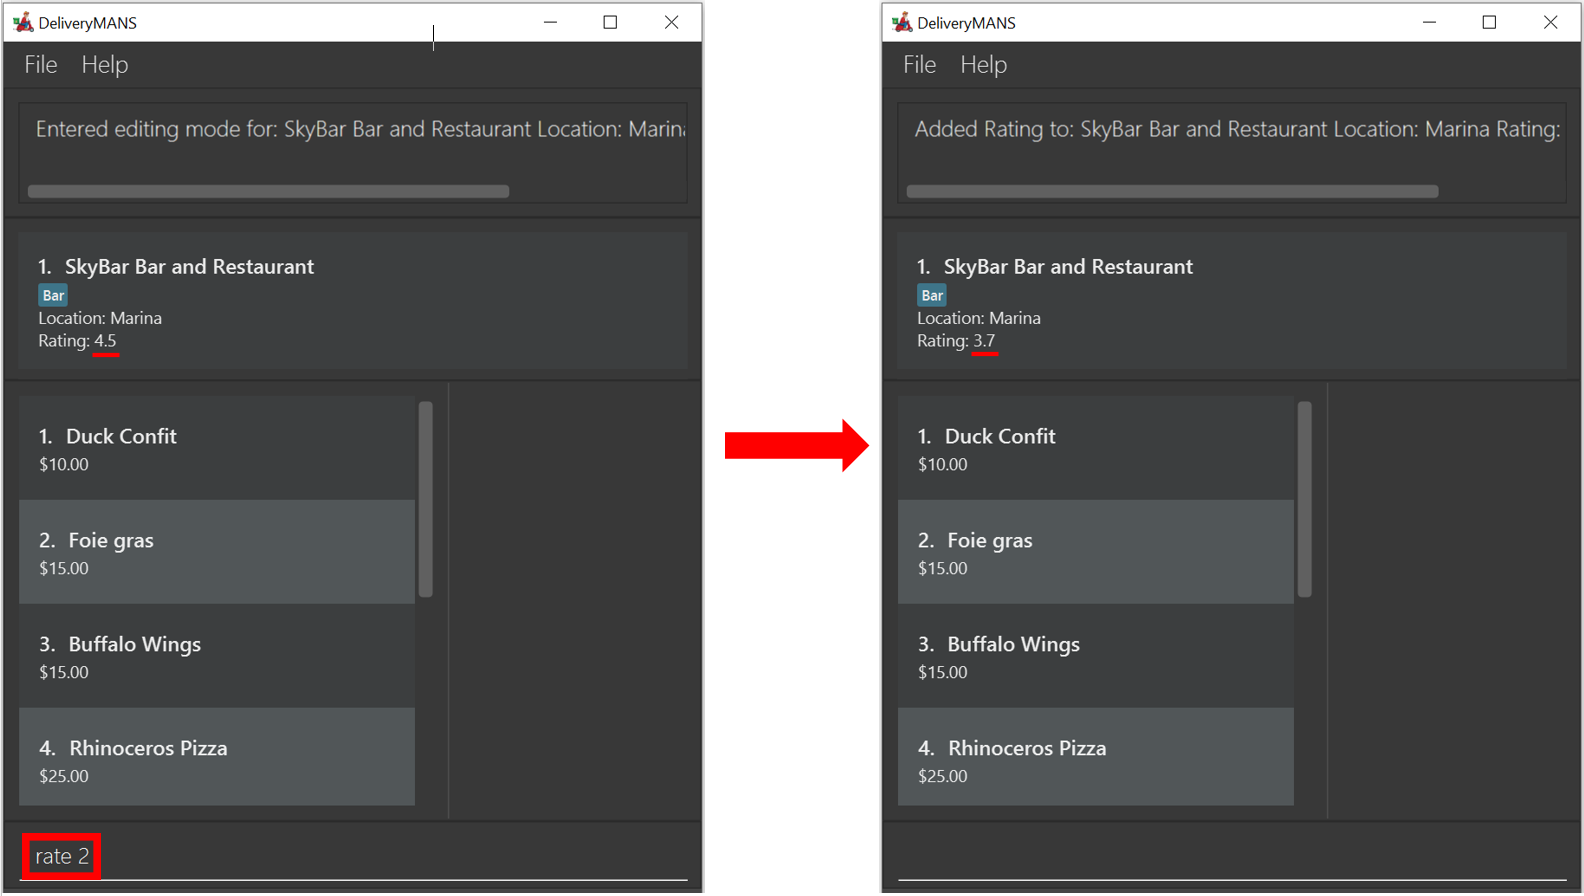 DeliveryMANS
File Help
Entered editing mode for: SkyBar Bar and Restaurant Location: Marina
1. SkyBar Bar and Restaurant
Bar
Location: Marina
Rating: 4.5
1. Duck Confit
$10.00
2. Foie gras
$15.00
3. Buffalo Wings
$15.00
4. Rhinoceros Pizza
$25.00
rate 2
DeliveryMANS
File Help
Added Rating to: SkyBar Bar and Restaurant Location: Marina Rating:
1. SkyBar Bar and Restaurant
Bar
Location: Marina
Rating: 3.7
1. Duck Confit
$10.00
2. Foie gras
$15.00
3. Buffalo Wings
$15.00
4. Rhinoceros Pizza
$25.00